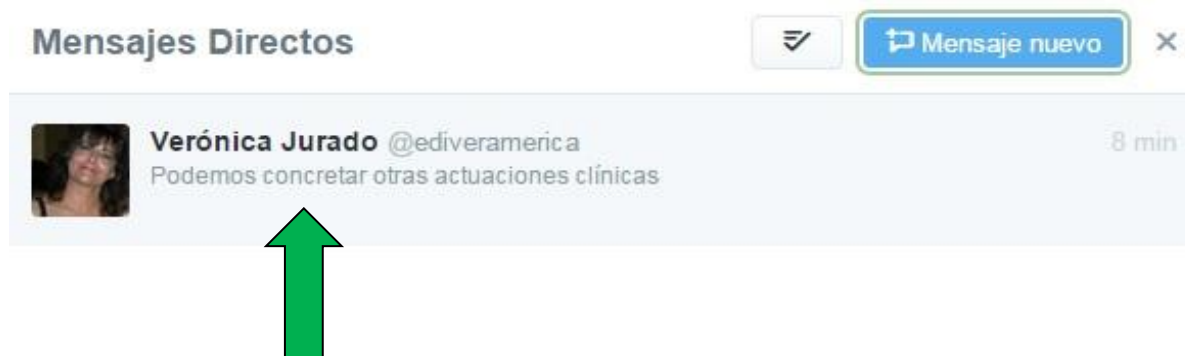 Mensajes Directos
Mensaje nuevo
Verónica Jurado @ediveramerica 8 min
Podemos concretar otras actuaciones clínicas